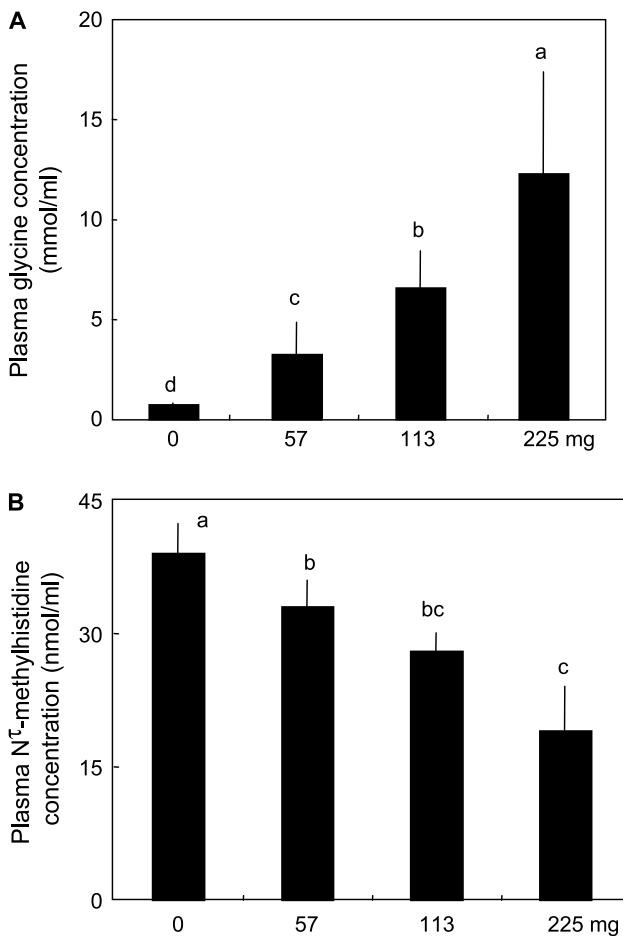 A
Plasma glycine concentration
(mmol/ml)
20
15
10
5
0
a
b
c
d
0 57 113 225 mg
B
Plasma Nτ-methylhistidine
concentration (nmol/ml)
45
30
15
0
a
b
bc
c
0 57 113 225 mg